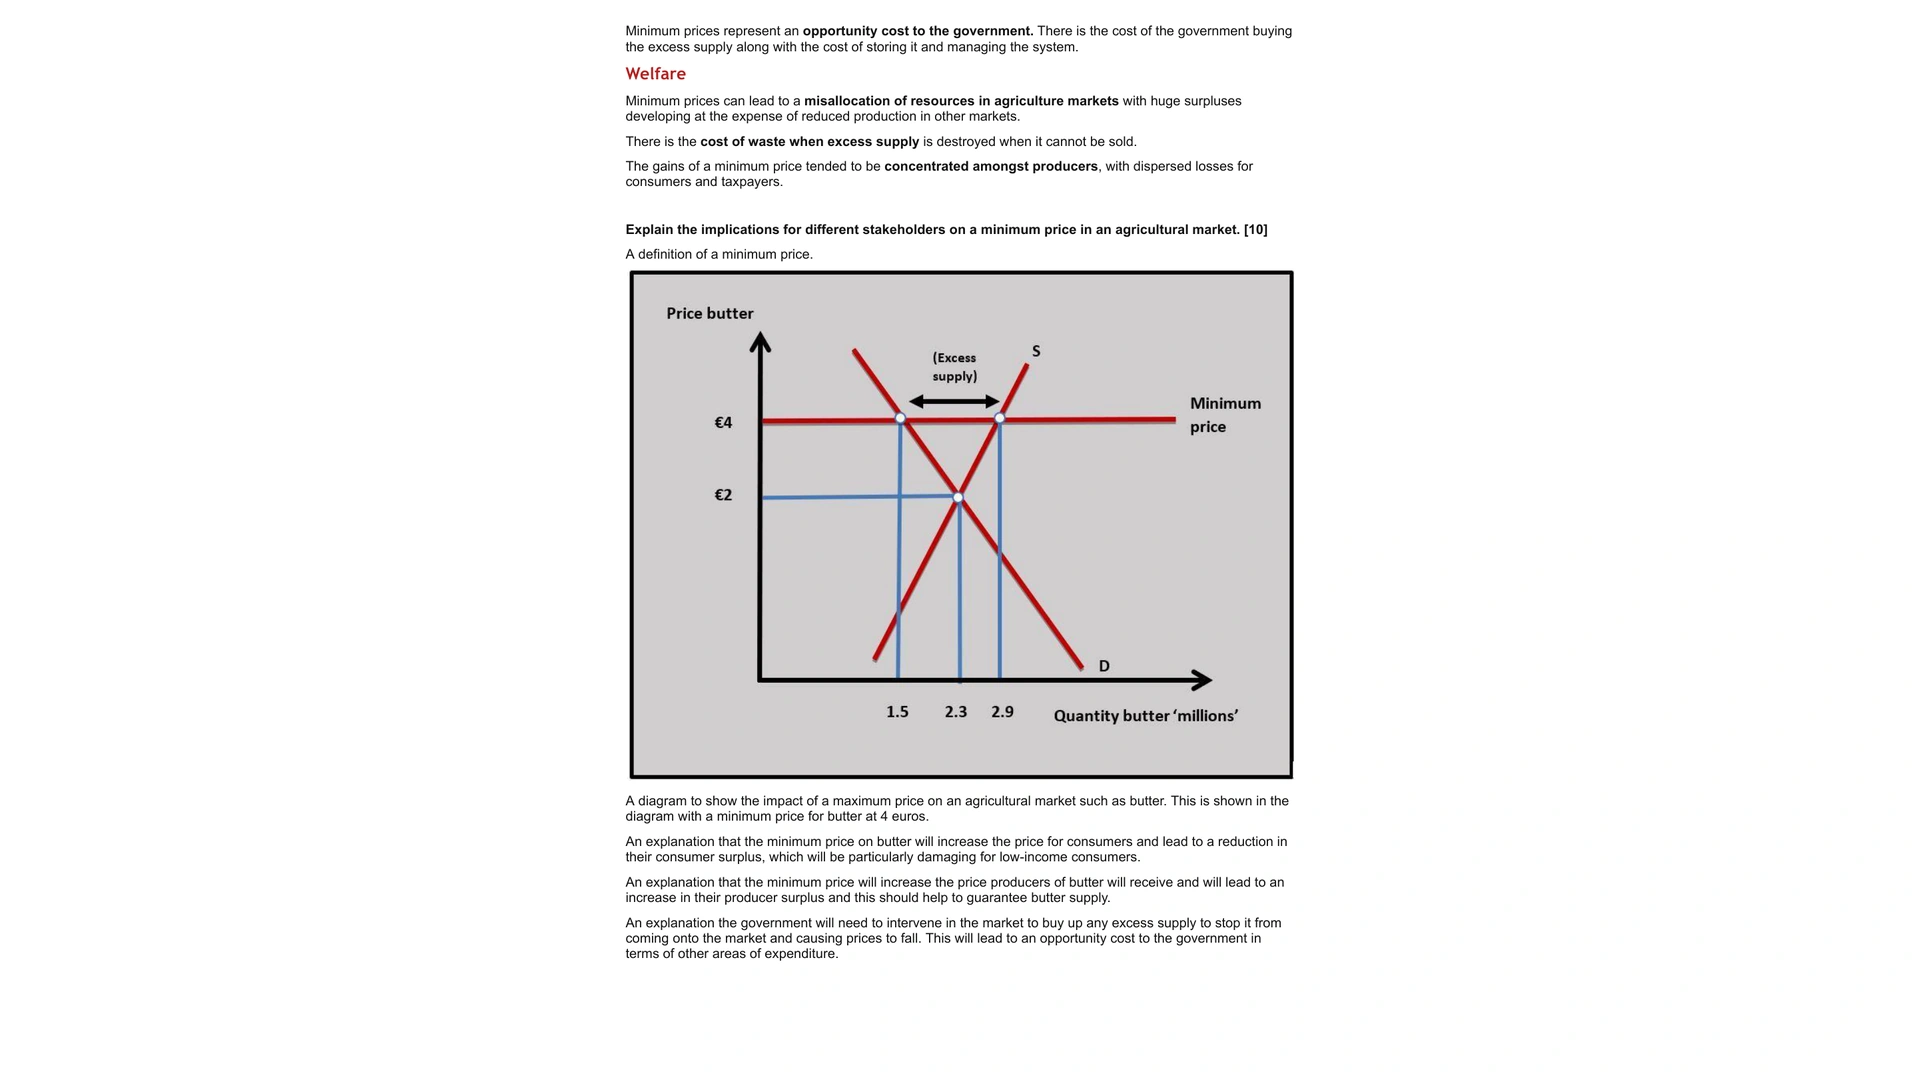 Minimum prices represent an opportunity cost to the government. There is the cost of the government buying
the excess supply along with the cost of storing it and managing the system.
Welfare
Minimum prices can lead to a misallocation of resources in agriculture markets with huge surpluses
developing at the expense of reduced production in other markets.
There is the cost of waste when excess supply is destroyed when it cannot be sold.
The gains of a minimum price tended to be concentrated amongst producers, with dispersed losses for
consumers and taxpayers.
Explain the implications for different stakeholders on a minimum price in an agricultural market. [10]
A definition of a minimum price.
Price butter
(Excess
supply)
S
Minimum
price
€4
€2
D
1.5 2.3 2.9
Quantity butter ‘millions’
A diagram to show the impact of a maximum price on an agricultural market such as butter. This is shown in the
diagram with a minimum price for butter at 4 euros.
An explanation that the minimum price on butter will increase the price for consumers and lead to a reduction in
their consumer surplus, which will be particularly damaging for low-income consumers.
An explanation that the minimum price will increase the price producers of butter will receive and will lead to an
increase in their producer surplus and this should help to guarantee butter supply.
An explanation the government will need to intervene in the market to buy up any excess supply to stop it from
coming onto the market and causing prices to fall. This will lead to an opportunity cost to the government in
terms of other areas of expenditure.